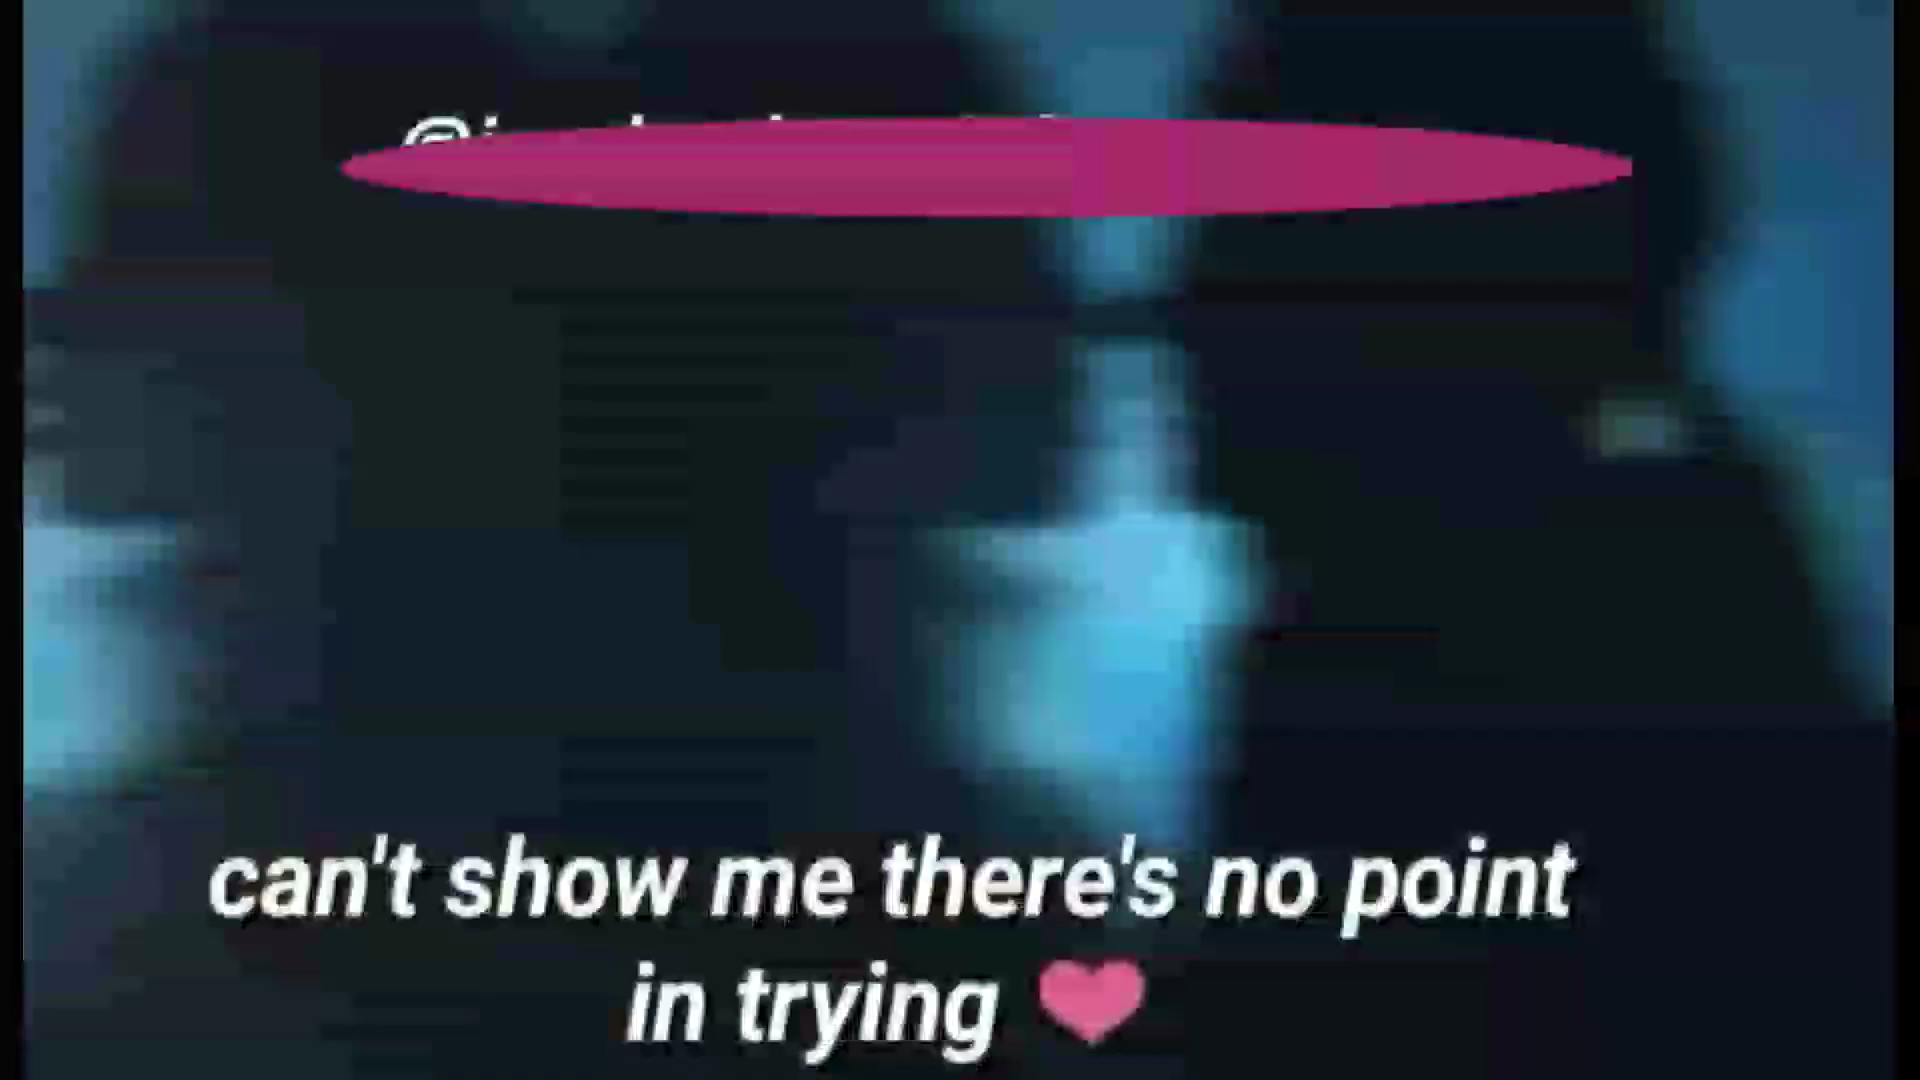 can't show me there's no point
in trying 🩷